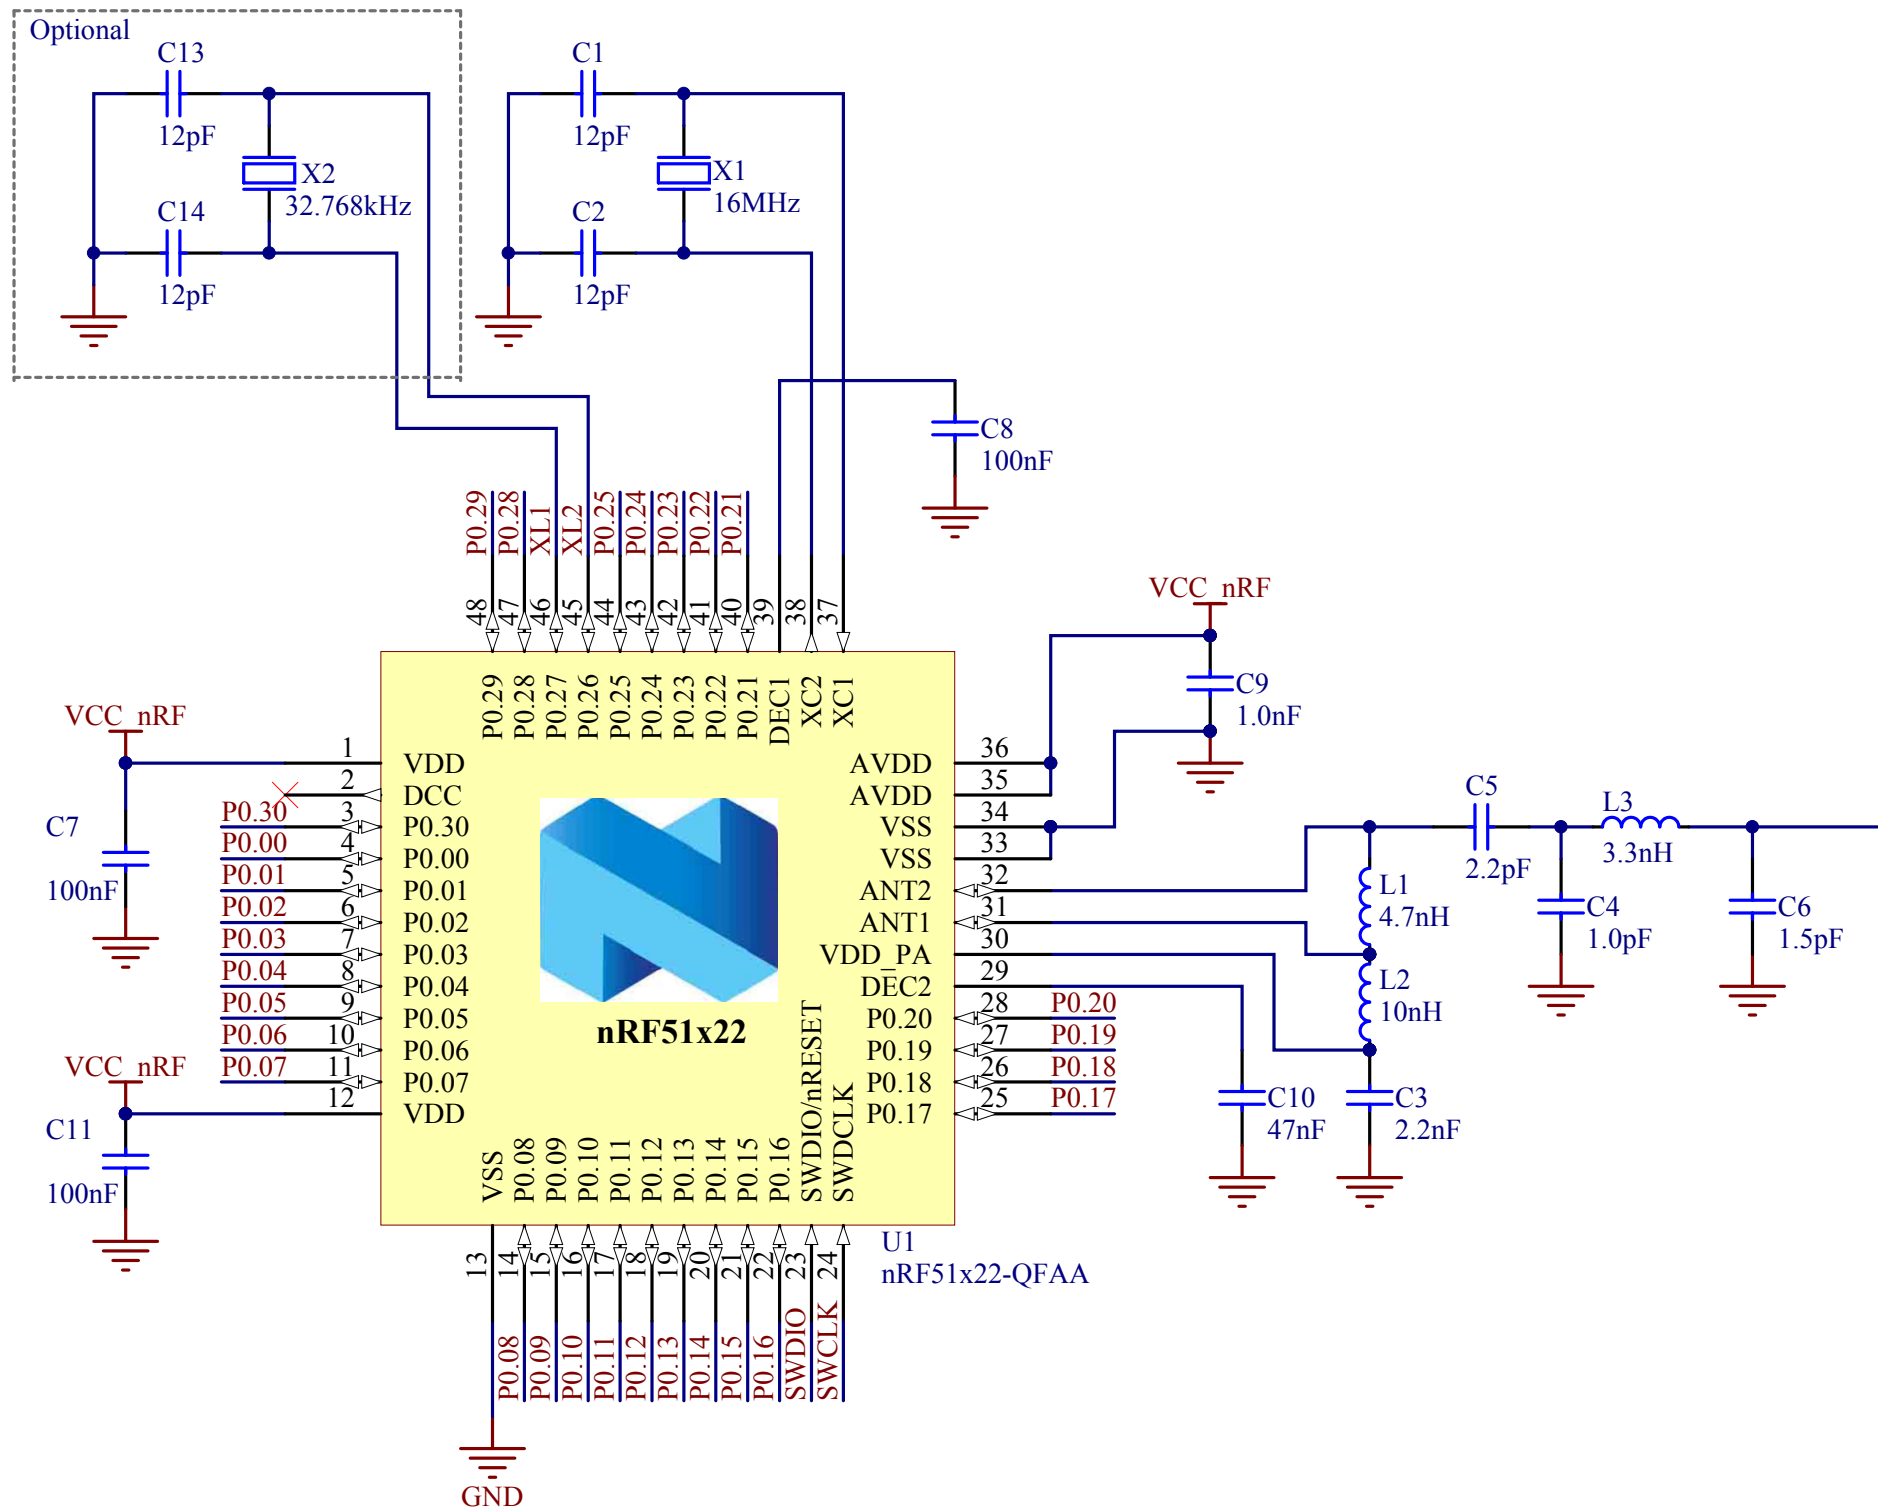 Optional
C13
12pF
X2
32.768kHz
C14
12pF
C1
12pF
X1
16MHz
C2
12pF
C8
100nF
P0.29
P0.28
XL1
XL2
P0.25
P0.24
P0.23
P0.22
P0.21
48
47
46
45
44
43
42
41
40
39
38
37
P0.29
P0.28
P0.27
P0.26
P0.25
P0.24
P0.23
P0.22
P0.21
DEC1
XC2
XC1
VCC_nRF
C9
1.0nF
VCC_nRF
C7
100nF
1 VDD
2 DCC
P0.30 3 P0.30
P0.00 4 P0.00
P0.01 5 P0.01
P0.02 6 P0.02
P0.03 7 P0.03
P0.04 8 P0.04
P0.05 9 P0.05
P0.06 10 P0.06
P0.07 11 P0.07
12 VDD
VCC_nRF
C11
100nF
nRF51x22
AVDD 36
AVDD 35
VSS 34
VSS 33
ANT2 32
ANT1 31
VDD_PA 30
DEC2 29
P0.20 28 P0.20
P0.19 27 P0.19
P0.18 26 P0.18
P0.17 25 P0.17
C5
2.2pF
L3
3.3nH
L1
4.7nH
C4
1.0pF
C6
1.5pF
L2
10nH
C10
47nF
C3
2.2nF
VSS
P0.08
P0.09
P0.10
P0.11
P0.12
P0.13
P0.14
P0.15
P0.16
SWDIO/nRESET
SWDCLK
13
14
15
16
17
18
19
20
21
22
23
24
U1
nRF51x22-QFAA
P0.08
P0.09
P0.10
P0.11
P0.12
P0.13
P0.14
P0.15
P0.16
SWDIO
SWCLK
GND